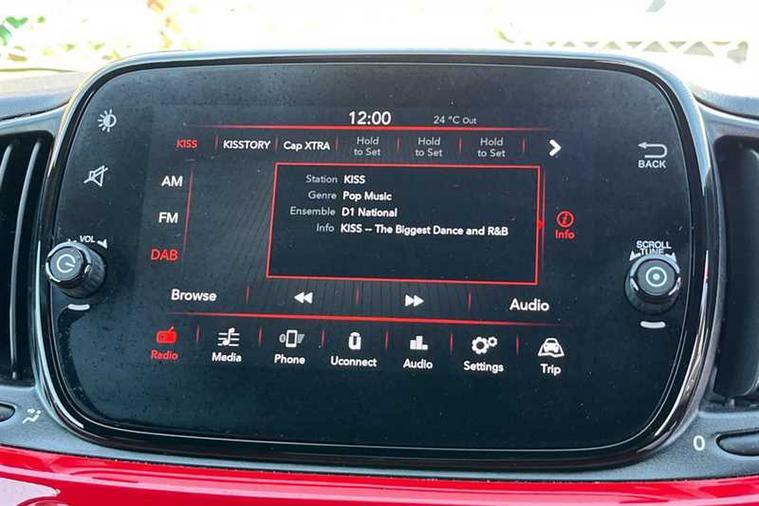 12:00 24 °C Out
KISS KISSTORY Cap XTRA Hold to Set Hold to Set Hold to Set
BACK
AM
FM
DAB
Station KISS
Genre Pop Music
Ensemble D1 National
Info KISS -- The Biggest Dance and R&B
Info
VOL
SCROLL
TUNE
Browse Audio
Radio Media Phone Uconnect Audio Settings Trip
0